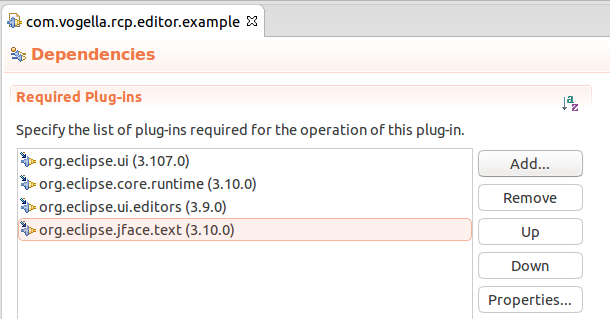 com.vogella.rcp.editor.example
Dependencies
Required Plug-ins
a
z
Specify the list of plug-ins required for the operation of this plug-in.
org.eclipse.ui (3.107.0)
org.eclipse.core.runtime (3.10.0)
org.eclipse.ui.editors (3.9.0)
org.eclipse.jface.text (3.10.0)
Add...
Remove
Up
Down
Properties...